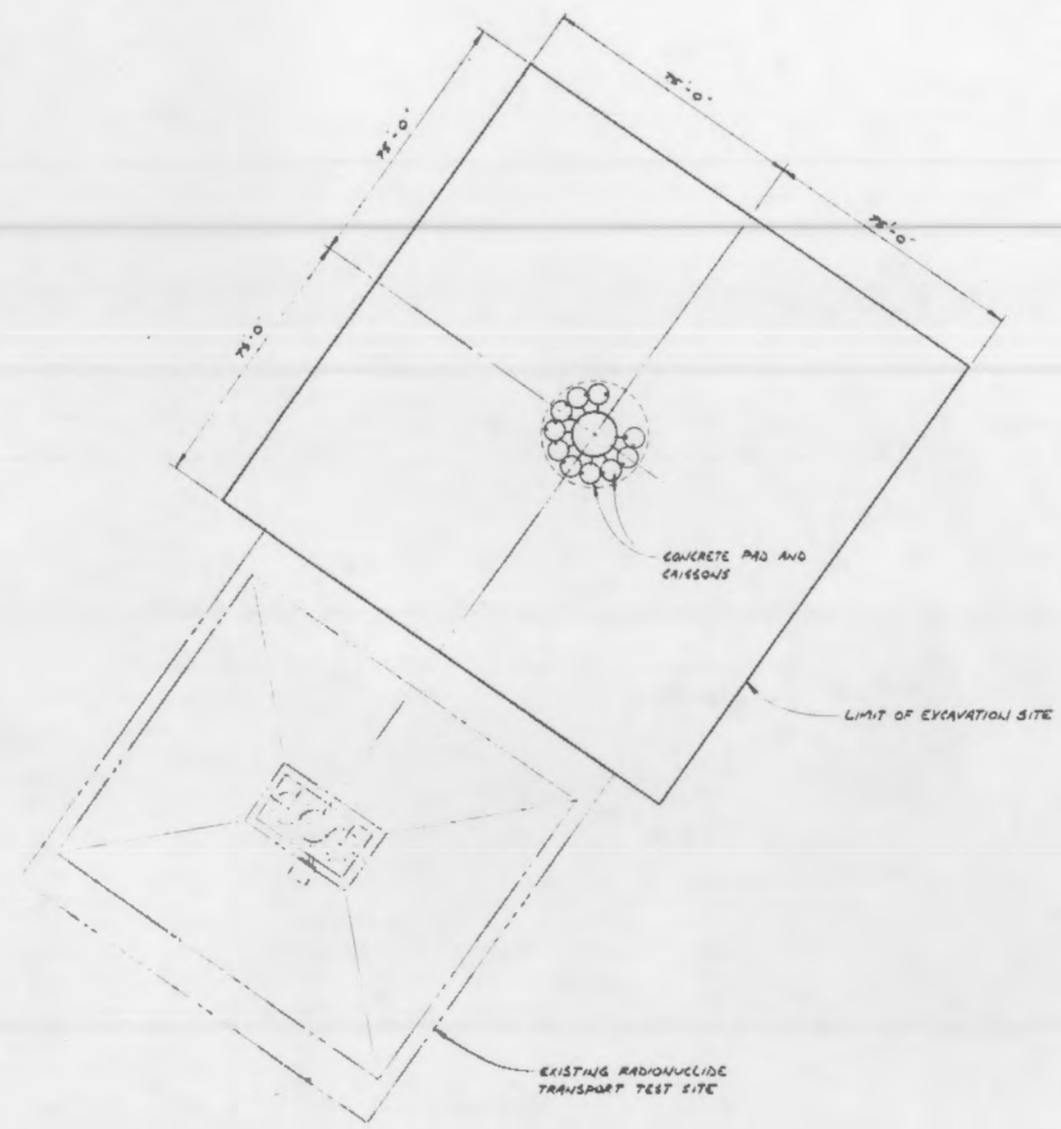 75'-0"
75'-0"
75'-0"
75'-0"
CONCRETE PAD AND
CAISSONS
LIMIT OF EXCAVATION SITE
EXISTING RADIONUCLIDE
TRANSPORT TEST SITE